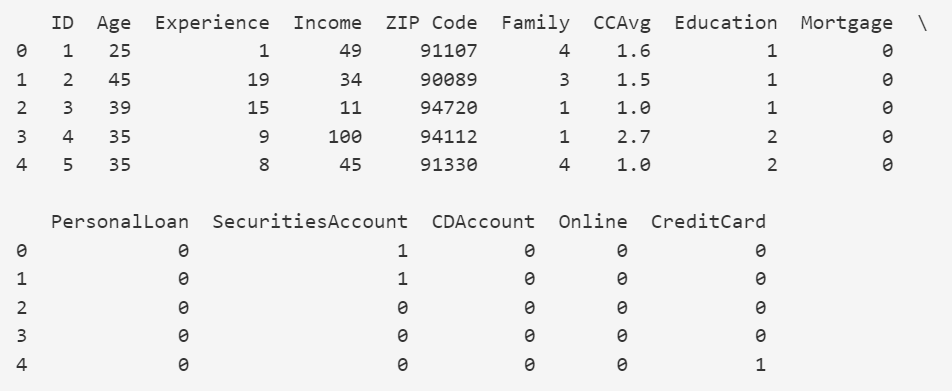 ID  Age  Experience  Income  ZIP Code  Family  CCAvg  Education  Mortgage  \
0   1   25           1      49     91107       4    1.6          1         0
1   2   45          19      34     90089       3    1.5          1         0
2   3   39          15      11     94720       1    1.0          1         0
3   4   35           9     100     94112       1    2.7          2         0
4   5   35           8      45     91330       4    1.0          2         0

   PersonalLoan  SecuritiesAccount  CDAccount  Online  CreditCard
0             0                  1          0       0           0
1             0                  1          0       0           0
2             0                  0          0       0           0
3             0                  0          0       0           0
4             0                  0          0       0           1